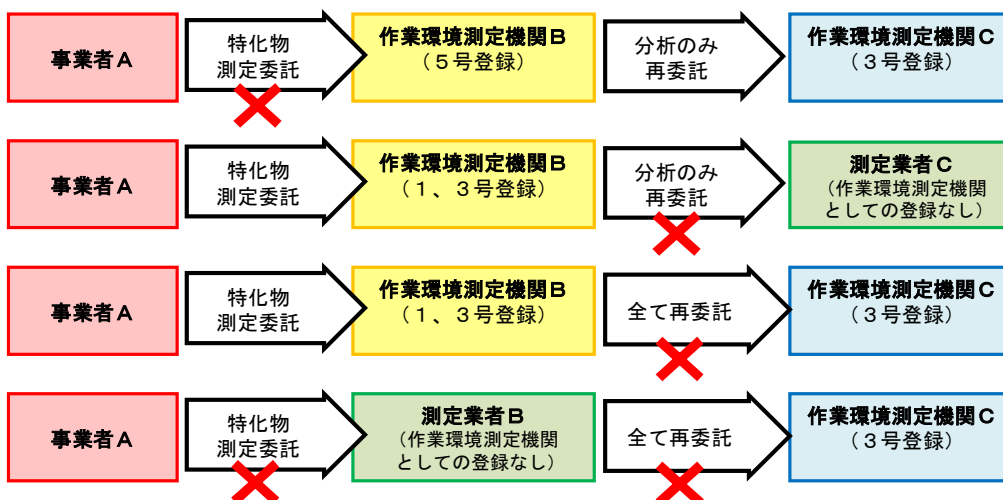 事業者A
特化物
測定委託
作業環境測定機関B
（５号登録）
分析のみ
再委託
作業環境測定機関C
（３号登録）
事業者A
特化物
測定委託
作業環境測定機関B
（１、３号登録）
分析のみ
再委託
測定業者C
（作業環境測定機関
としての登録なし）
事業者A
特化物
測定委託
作業環境測定機関B
（１、３号登録）
全て再委託
作業環境測定機関C
（３号登録）
事業者A
特化物
測定委託
測定業者B
（作業環境測定機関
としての登録なし）
全て再委託
作業環境測定機関C
（３号登録）